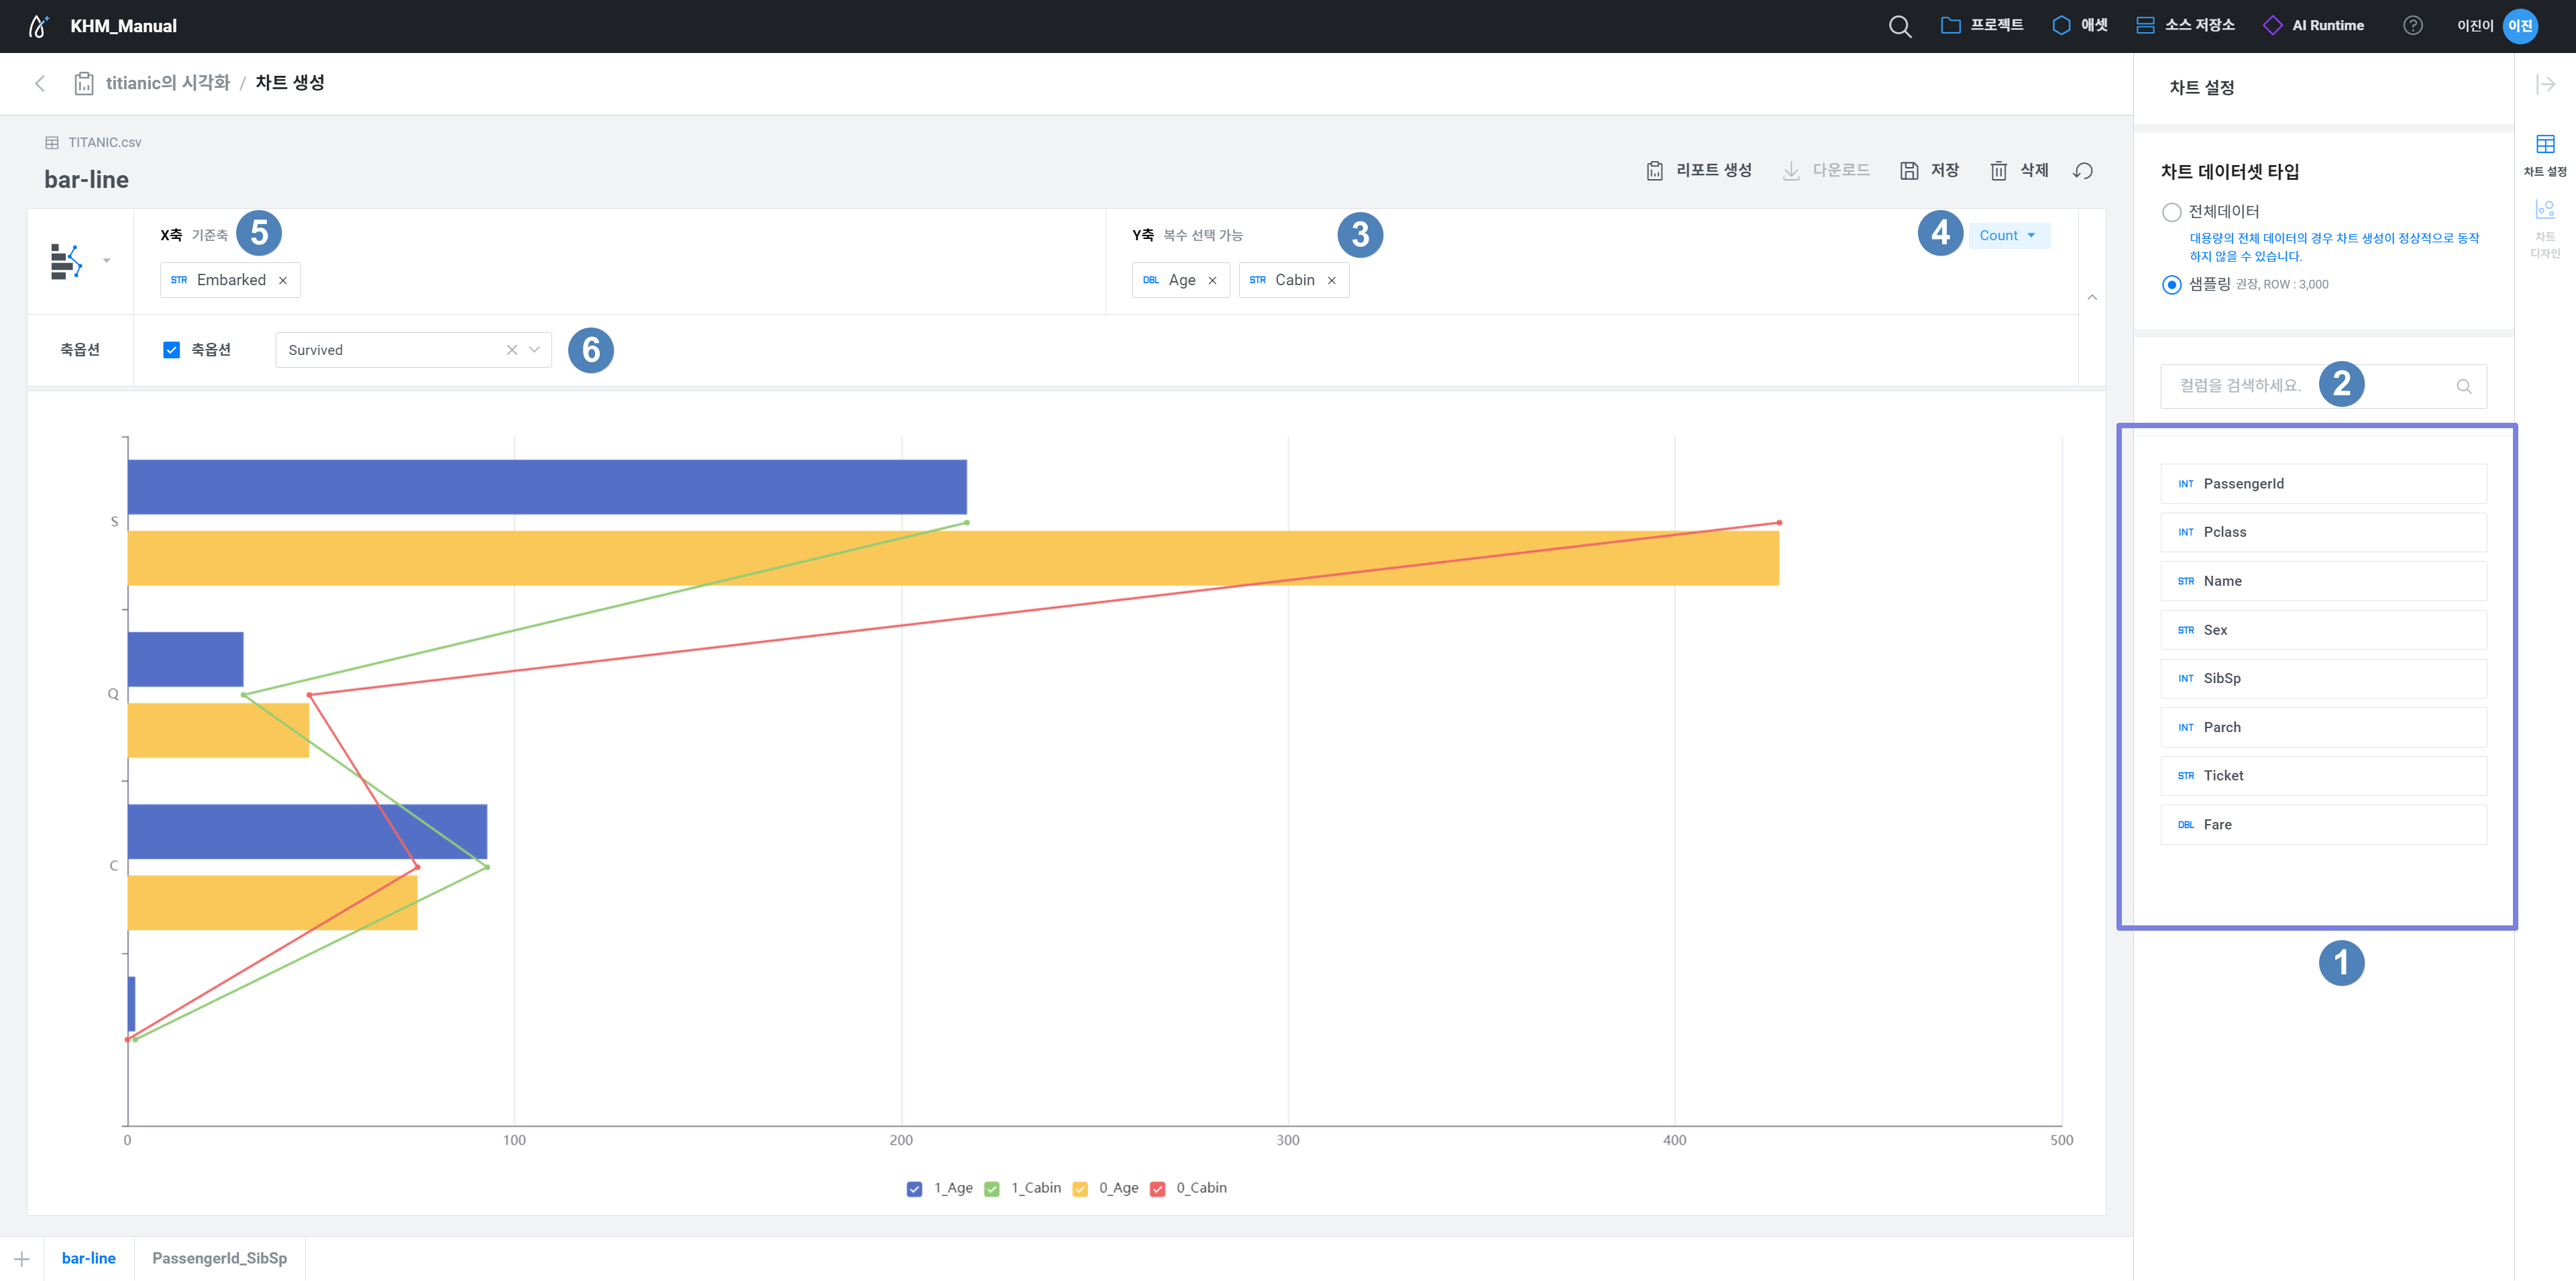 KHM_Manual
프로젝트
애셋
소스 저장소
AI Runtime
?
이진이
이진
titianic의 시각화 / 차트 생성
TITANIC.csv
bar-line
리포트 생성
다운로드
저장
삭제
X축 기준축
5
STR Embarked ×
Y축 복수 선택 가능
3
4
Count
DBL Age ×
STR Cabin ×
축옵션
축옵션
Survived
6
S
Q
C
0 100 200 300 400 500
1_Age 1_Cabin 0_Age 0_Cabin
+
bar-line
PassengerId_SibSp
차트 설정
차트 데이터셋 타입
전체데이터
대용량의 전체 데이터의 경우 차트 생성이 정상적으로 동작
하지 않을 수 있습니다.
샘플링 권장, ROW : 3,000
컬럼을 검색하세요.
2
INT PassengerId
INT Pclass
STR Name
STR Sex
INT SibSp
INT Parch
STR Ticket
DBL Fare
1
차트 설정
차트
디자인